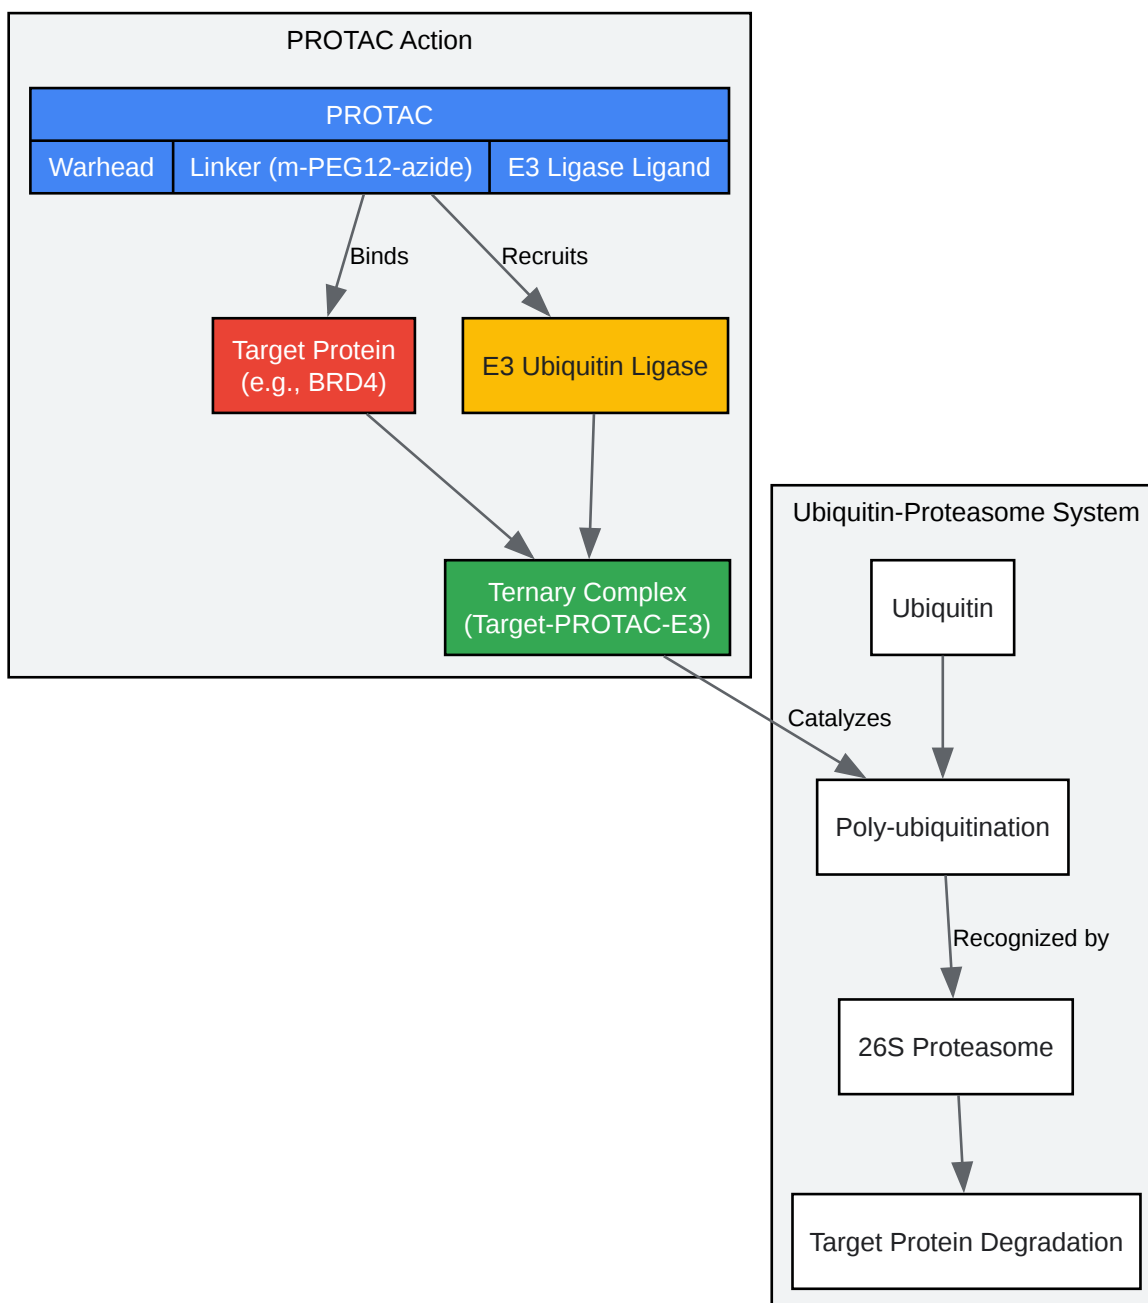 PROTAC Action
PROTAC
Warhead
Linker (m-PEG12-azide)
E3 Ligase Ligand
Binds
Recruits
Target Protein
(e.g., BRD4)
E3 Ubiquitin Ligase
Ternary Complex
(Target-PROTAC-E3)
Ubiquitin-Proteasome System
Ubiquitin
Catalyzes
Poly-ubiquitination
Recognized by
26S Proteasome
Target Protein Degradation